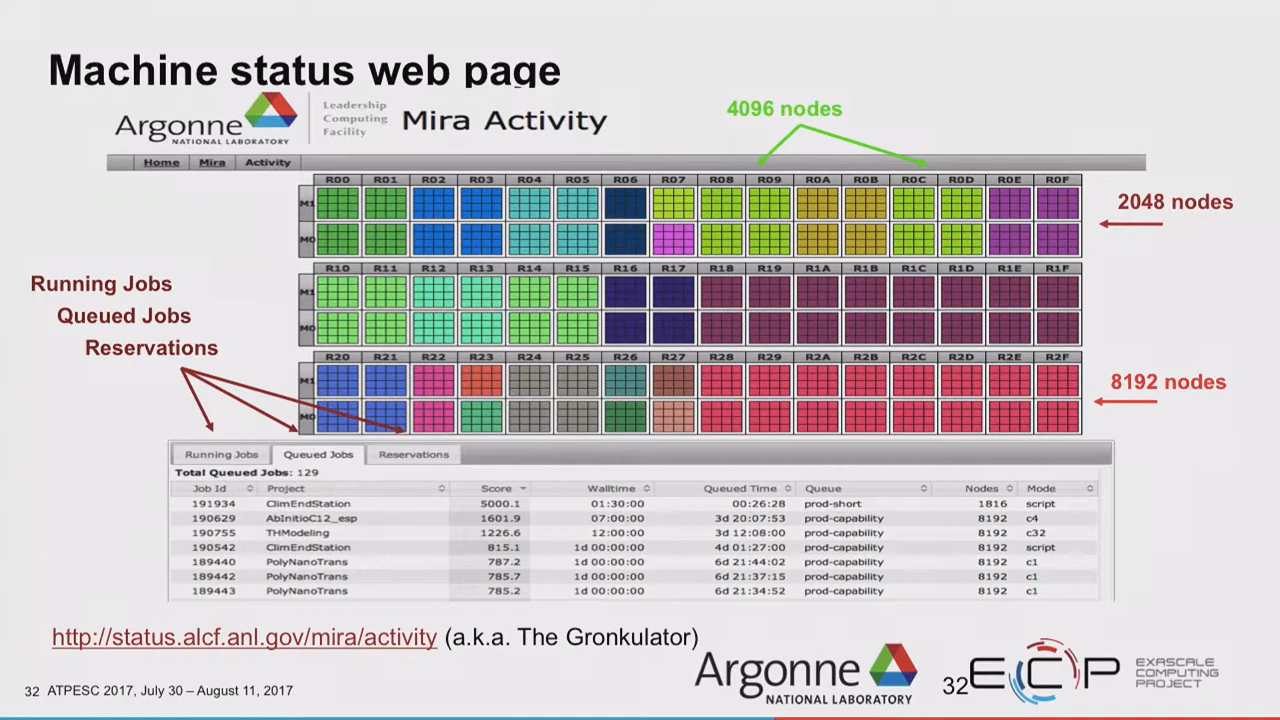 Machine status web page
Argonne
NATIONAL LABORATORY
Leadership
Computing
Facility
Mira Activity
4096 nodes
Home Mira Activity
R00 R01 R02 R03 R04 R05 R06 R07 R08 R09 R0A R0B R0C R0D R0E R0F
M1
2048 nodes
M0
R10 R11 R12 R13 R14 R15 R16 R17 R18 R19 R1A R1B R1C R1D R1E R1F
M1
M0
Running Jobs
Queued Jobs
Reservations
R20 R21 R22 R23 R24 R25 R26 R27 R28 R29 R2A R2B R2C R2D R2E R2F
M1
8192 nodes
M0
Running Jobs Queued Jobs Reservations
Total Queued Jobs: 129
Job Id Project Score Walltime Queued Time Queue Nodes Mode
191934 ClimEndStation 5000.1 01:30:00 00:26:28 prod-short 1816 script
190629 AbInitioC12_esp 1601.9 07:00:00 3d 20:07:53 prod-capability 8192 c4
190755 THModeling 1226.6 12:00:00 3d 12:08:00 prod-capability 8192 c32
190542 ClimEndStation 815.1 1d 00:00:00 4d 01:27:00 prod-capability 8192 script
189440 PolyNanoTrans 787.2 1d 00:00:00 6d 21:44:02 prod-capability 8192 c1
189442 PolyNanoTrans 785.7 1d 00:00:00 6d 21:37:15 prod-capability 8192 c1
189443 PolyNanoTrans 785.2 1d 00:00:00 6d 21:34:52 prod-capability 8192 c1
http://status.alcf.anl.gov/mira/activity (a.k.a. The Gronkulator)
32 ATPESC 2017, July 30 – August 11, 2017
Argonne
NATIONAL LABORATORY
32
ECP
EXASCALE
COMPUTING
PROJECT